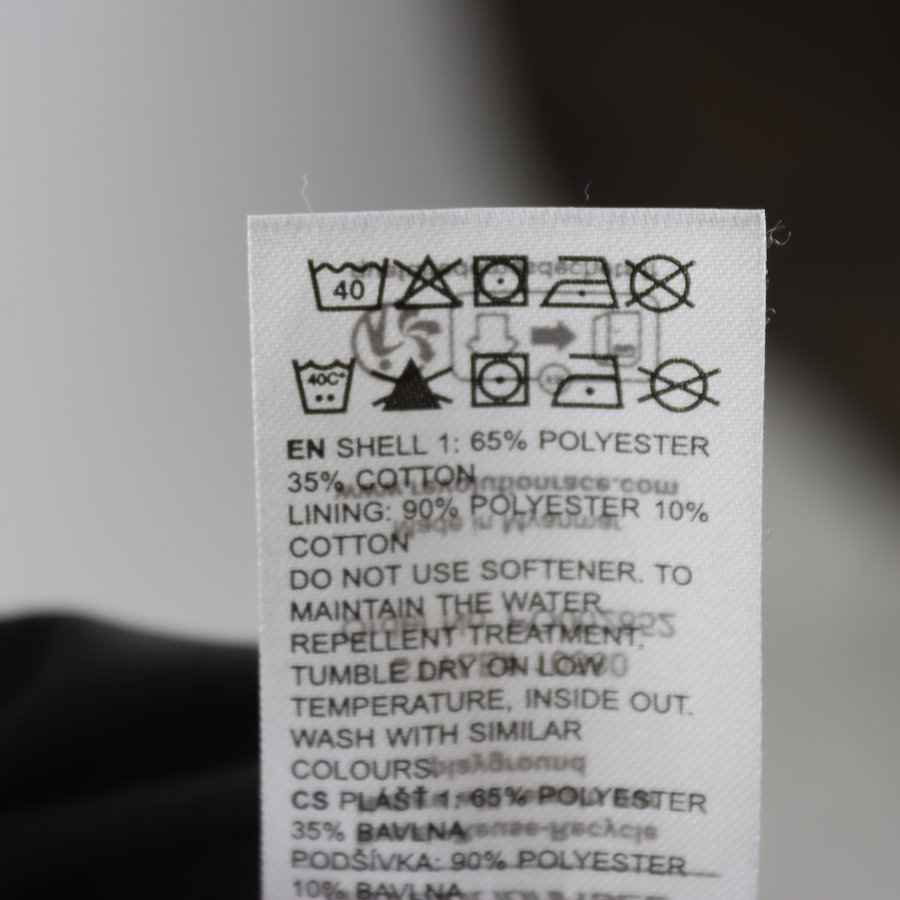 40
40C°
EN SHELL 1: 65% POLYESTER
35% COTTON
LINING: 90% POLYESTER 10%
COTTON
DO NOT USE SOFTENER. TO
MAINTAIN THE WATER
REPELLENT TREATMENT,
TUMBLE DRY ON LOW
TEMPERATURE, INSIDE OUT.
WASH WITH SIMILAR
COLOURS
CS PLÁŠŤ 1: 65% POLYESTER
35% BAVLNA
PODŠÍVKA: 90% POLYESTER
10% BAVLNA